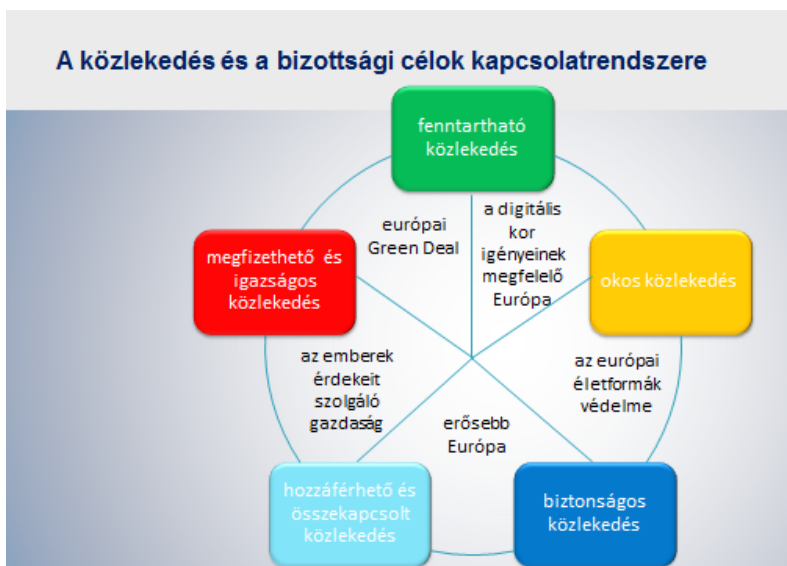 A közlekedés és a bizottsági célok kapcsolatrendszere
fenntartható
közlekedés
európai
Green Deal
a digitális
kor
igényeinek
megfelelő
Európa
megfizethető és
igazságos
közlekedés
okos közlekedés
az emberek
érdekeit
szolgáló
gazdaság
az európai
életformák
védelme
erősebb
Európa
hozzáférhető és
összekapcsolt
közlekedés
biztonságos
közlekedés